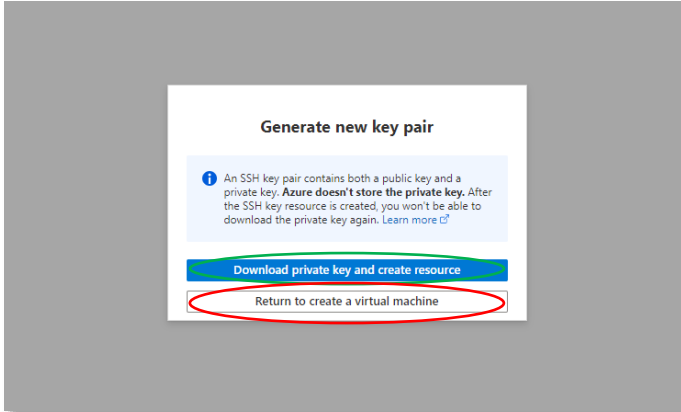 Generate new key pair
An SSH key pair contains both a public key and a
private key. Azure doesn't store the private key. After
the SSH key resource is created, you won't be able to
download the private key again. Learn more
Download private key and create resource
Return to create a virtual machine